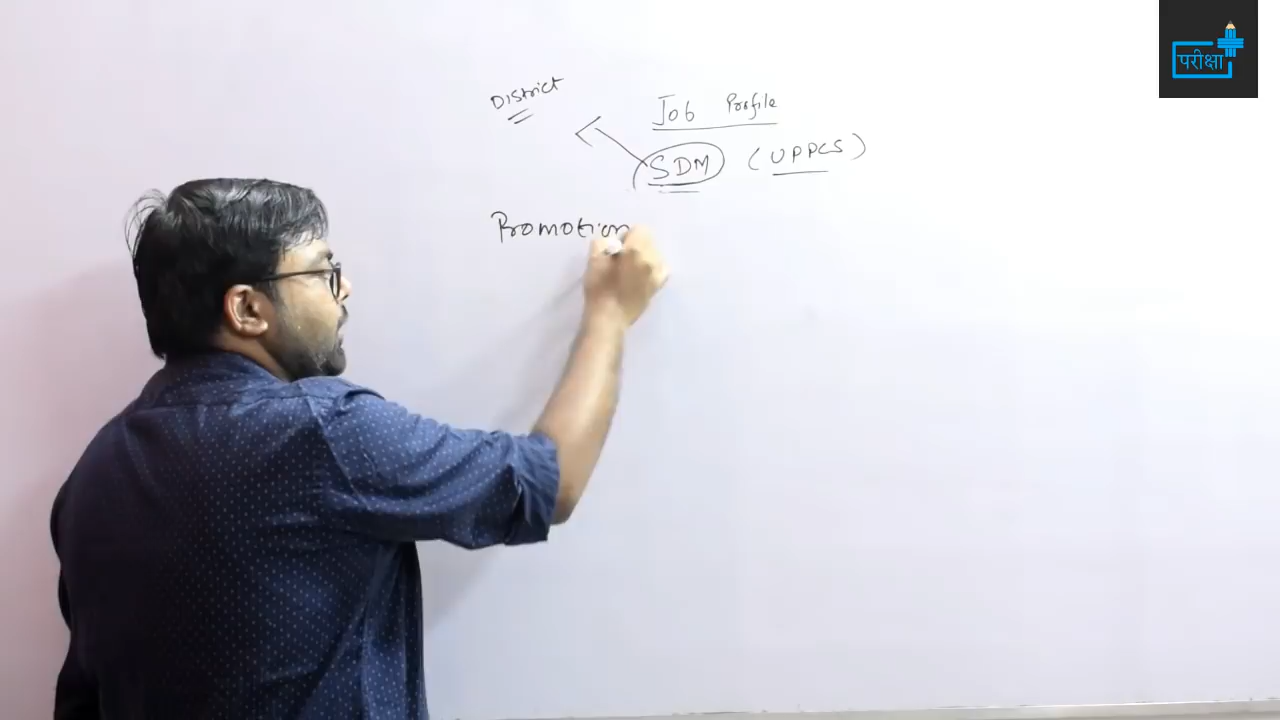 District
Job Profile
SDM (UPPCS)
Promotion
परीक्षा